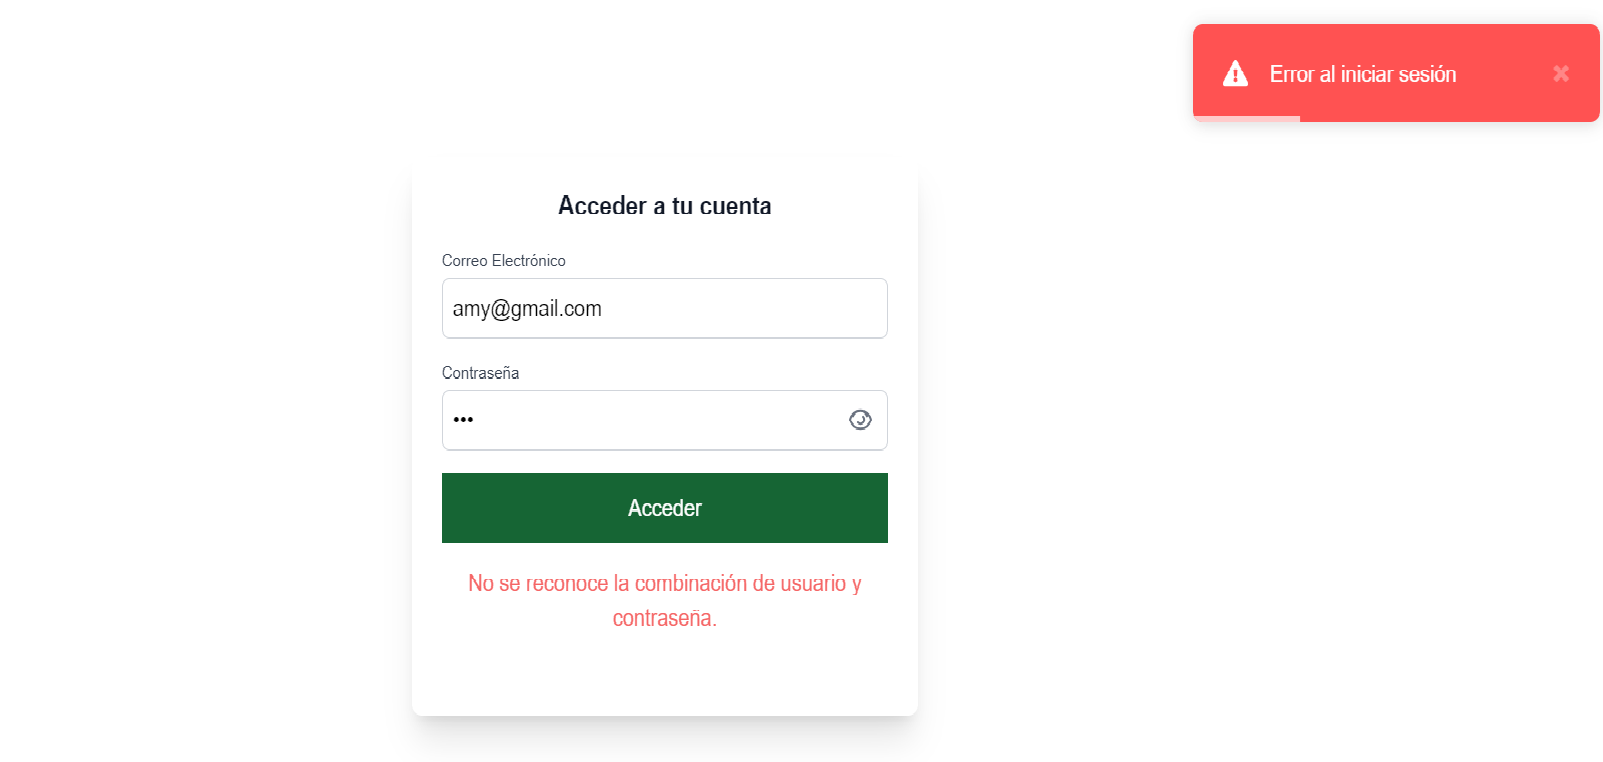 Error al iniciar sesión
Acceder a tu cuenta
Correo Electrónico
amy@gmail.com
Contraseña
•••
Acceder
No se reconoce la combinación de usuario y
contraseña.